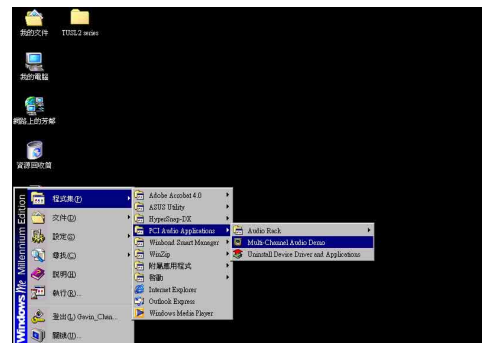 我的文件
TUSL2 series
我的電腦
網路上的芳鄰
資源回收筒
Windows Me Millennium Edition
程式集(P)
文件(D)
設定(S)
尋找(C)
說明(H)
執行(R)...
登出(L) Gavin_Chan...
關機(U)...
Adobe Acrobat 4.0
ASUS Utility
HyperSnap-DX
PCI Audio Applications
Winbond Smart Manager
WinZip
附屬應用程式
啟動
Internet Explorer
Outlook Express
Windows Media Player
Audio Rack
Multi-Channel Audio Demo
Uninstall Device Driver and Applications